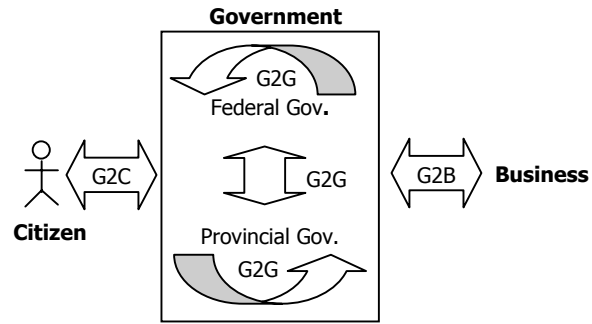 Government
G2G
Federal Gov.
G2C
G2G
G2B
Business
Citizen
Provincial Gov.
G2G